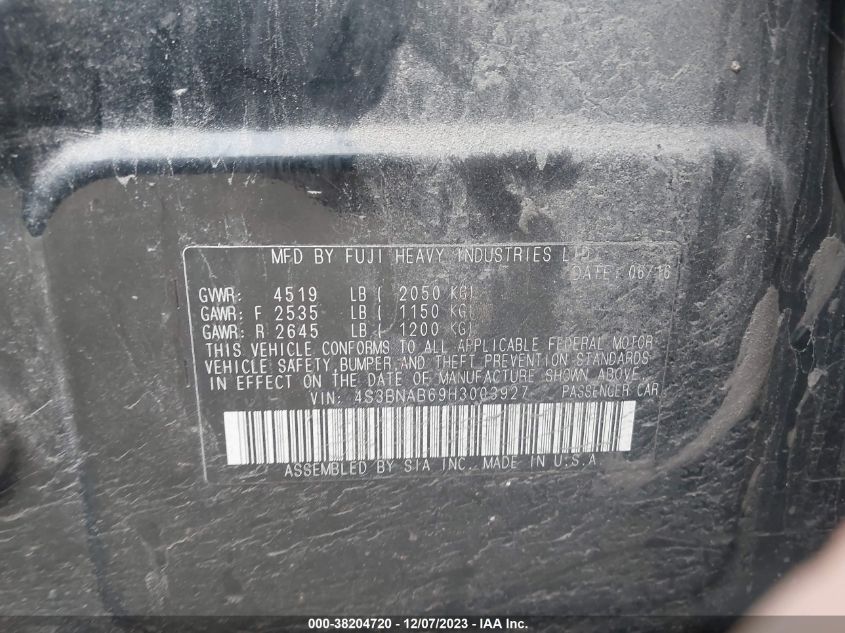 MFD BY FUJI HEAVY INDUSTRIES LTD.
DATE: 06/16
GVWR: 4519 LB ( 2050 KG)
GAWR: F 2535 LB ( 1150 KG)
GAWR: R 2645 LB ( 1200 KG)
THIS VEHICLE CONFORMS TO ALL APPLICABLE FEDERAL MOTOR
VEHICLE SAFETY,BUMPER AND THEFT PREVENTION STANDARDS
IN EFFECT ON THE DATE OF MANUFACTURE SHOWN ABOVE.
VIN: 4S3BNAB69H3003927 PASSENGER CAR
ASSEMBLED BY SIA INC. MADE IN U.S.A.
000-38204720 - 12/07/2023 - IAA Inc.